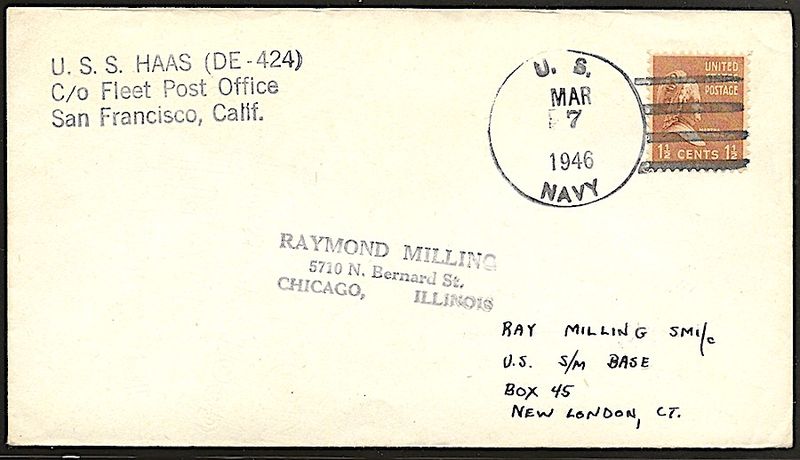 U. S. S. HAAS (DE-424)
C/o Fleet Post Office
San Francisco, Calif.
U. S.
MAR
7
1946
NAVY
UNITED
POSTAGE
1½ CENTS 1½
RAYMOND MILLING
5710 N. Bernard St.
CHICAGO, ILLINOIS
RAY MILLING SM1/c
U.S. S/M BASE
BOX 45
NEW LONDON, CT.